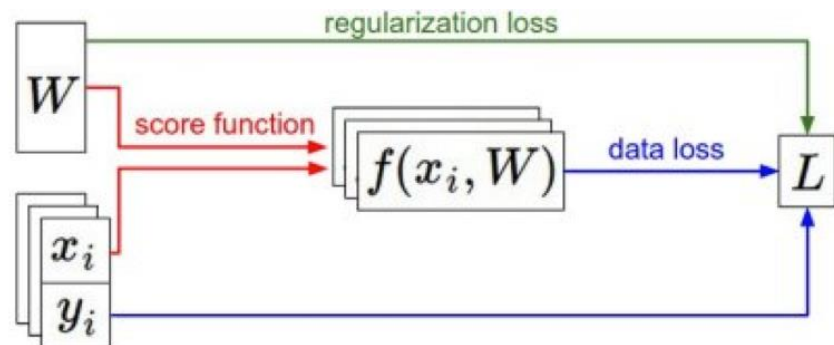 regularization loss
W
score function
f(x_i, W)
data loss
L
x_i
y_i